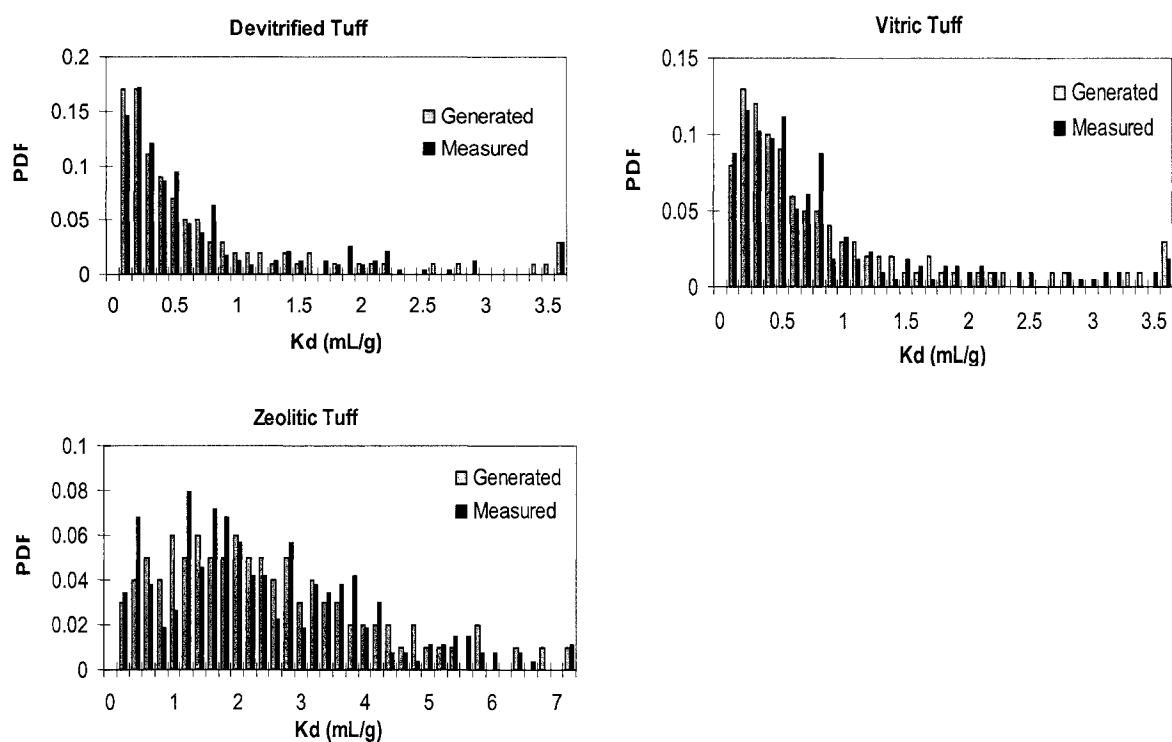 Devitrified Tuff
0.2
0.15
0.1
0.05
0
PDF
Generated
Measured
0 0.5 1 1.5 2 2.5 3 3.5
Kd (mL/g)
Vitric Tuff
0.15
0.1
0.05
0
PDF
Generated
Measured
0 0.5 1 1.5 2 2.5 3 3.5
Kd (mL/g)
Zeolitic Tuff
0.1
0.08
0.06
0.04
0.02
0
PDF
Generated
Measured
0 1 2 3 4 5 6 7
Kd (mL/g)